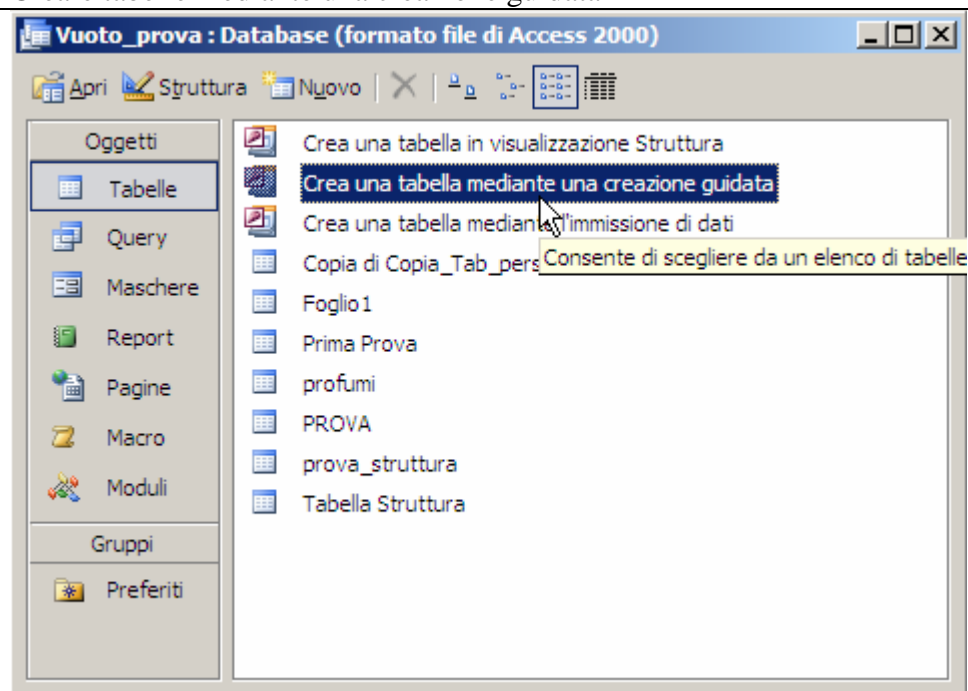 Vuoto_prova : Database (formato file di Access 2000)
Apri Struttura Nuovo
Oggetti
Tabelle
Query
Maschere
Report
Pagine
Macro
Moduli
Gruppi
Preferiti
Crea una tabella in visualizzazione Struttura
Crea una tabella mediante una creazione guidata
Crea una tabella mediante l'immissione di dati
Consente di scegliere da un elenco di tabelle
Copia di Copia_Tab_pers
Foglio1
Prima Prova
profumi
PROVA
prova_struttura
Tabella Struttura